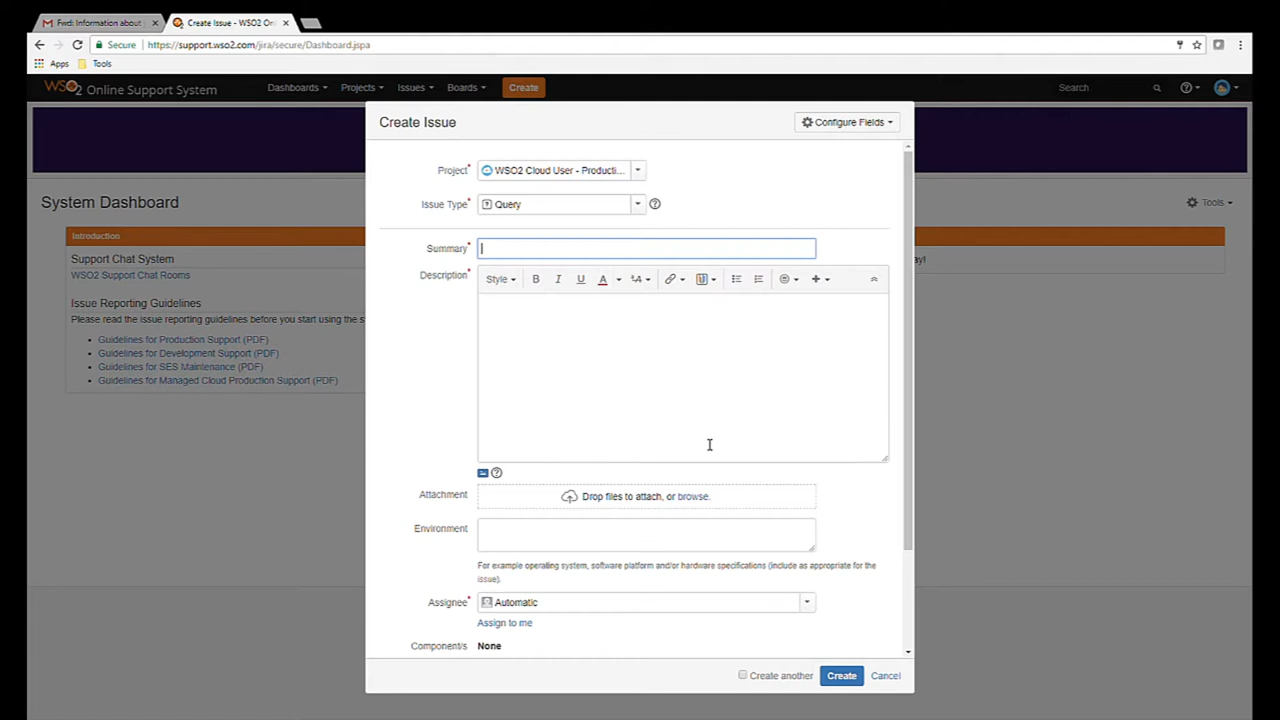 Fwd: Information about
Create Issue - WSO2 On
Secure
https://support.wso2.com/jira/secure/Dashboard.jspa
Apps
Tools
WSO2 Online Support System
Dashboards
Projects
Issues
Boards
Create
Search
Create Issue
Configure Fields
Project*
WSO2 Cloud User - Producti...
Issue Type*
Query
Summary*
Description*
Style
B
I
U
A
Attachment
Drop files to attach, or browse.
Environment
For example operating system, software platform and/or hardware specifications (include as appropriate for the
issue).
Assignee*
Automatic
Assign to me
Component/s
None
Create another
Create
Cancel
System Dashboard
Tools
Introduction
Support Chat System
WSO2 Support Chat Rooms
Issue Reporting Guidelines
Please read the issue reporting guidelines before you start using the s
Guidelines for Production Support (PDF)
Guidelines for Development Support (PDF)
Guidelines for SES Maintenance (PDF)
Guidelines for Managed Cloud Production Support (PDF)